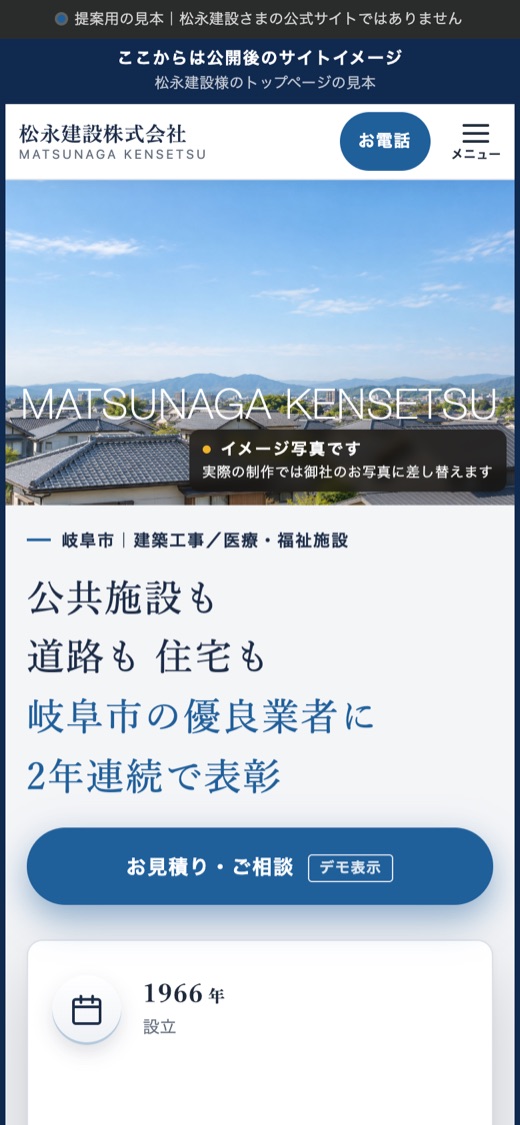 提案用の見本｜松永建設さまの公式サイトではありません
ここからは公開後のサイトイメージ
松永建設様のトップページの見本
松永建設株式会社
MATSUNAGA KENSETSU
お電話
メニュー
MATSUNAGA KENSETSU
イメージ写真です
実際の制作では御社のお写真に差し替えます
岐阜市｜建築工事／医療・福祉施設
公共施設も
道路も 住宅も
岐阜市の優良業者に
2年連続で表彰
お見積り・ご相談 デモ表示
1966年
設立